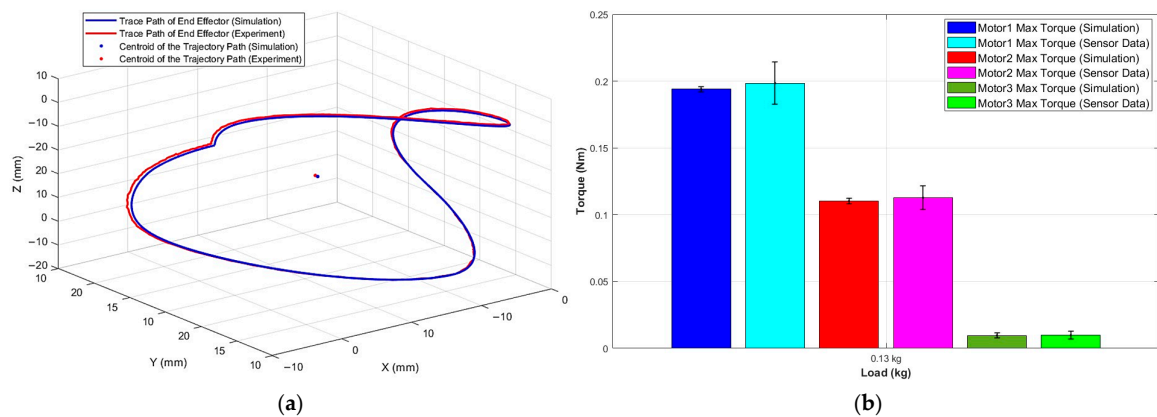 Trace Path of End Effector (Simulation)
Trace Path of End Effector (Experiment)
Centroid of the Trajectory Path (Simulation)
Centroid of the Trajectory Path (Experiment)
10
0
−10
−20
20
10
0
−10
−20
Z (mm)
10
20
15
10
20
15
10
Y (mm)
−10
0
10
−10
0
X (mm)
(a)
0.25
0.2
0.15
0.1
0.05
0
Torque (Nm)
Motor1 Max Torque (Simulation)
Motor1 Max Torque (Sensor Data)
Motor2 Max Torque (Simulation)
Motor2 Max Torque (Sensor Data)
Motor3 Max Torque (Simulation)
Motor3 Max Torque (Sensor Data)
0.13 kg
Load (kg)
(b)